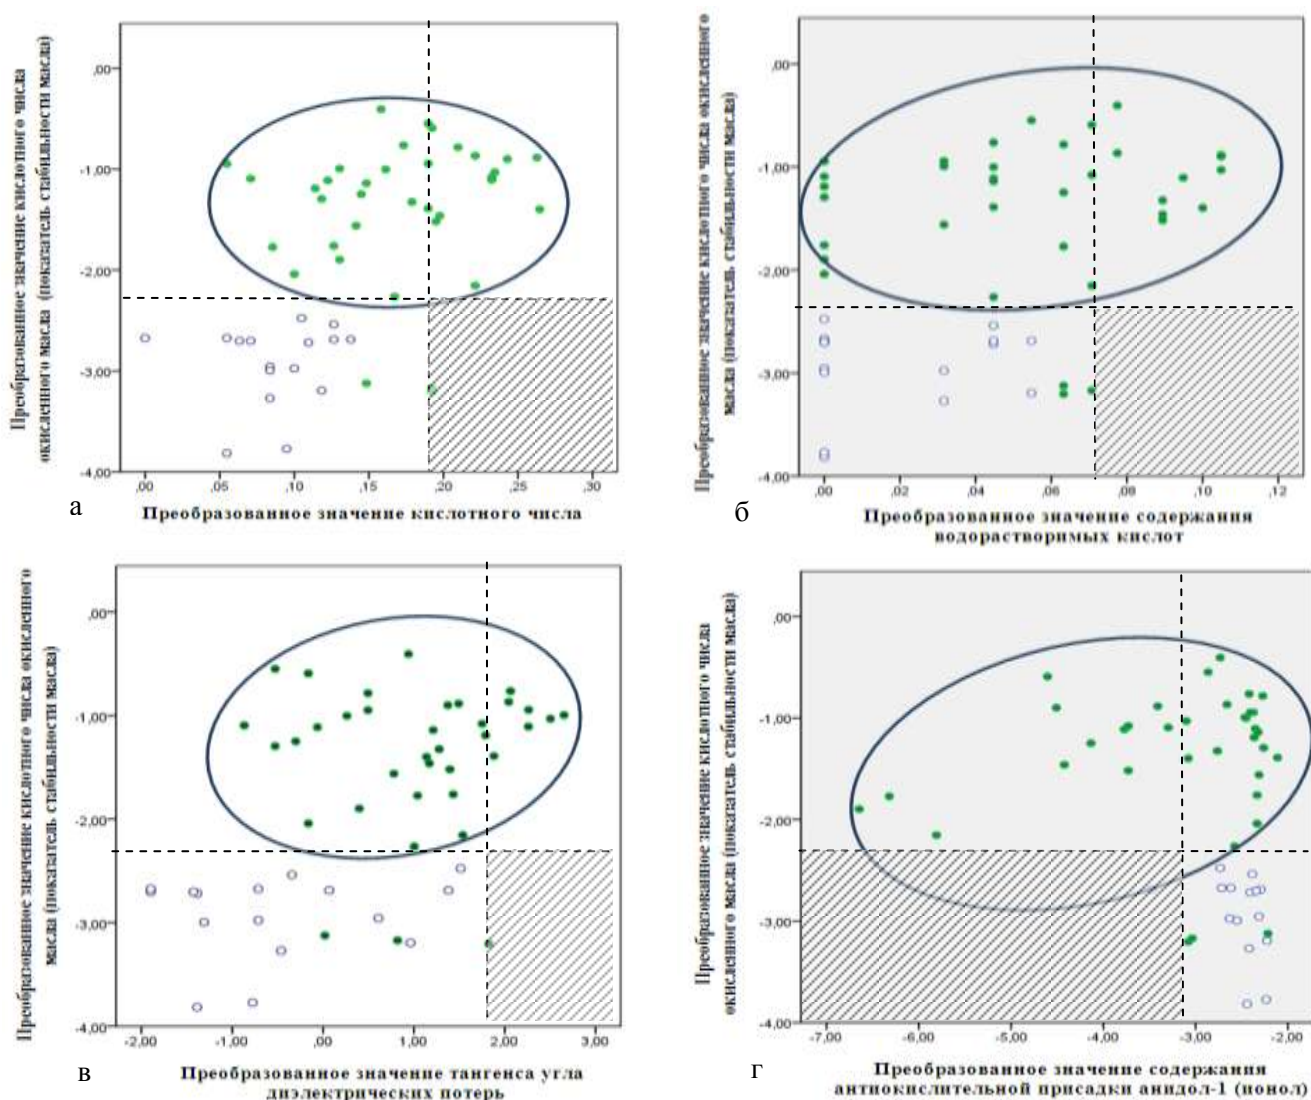 Преобразованное значение кислотного числа
окисленного масла (показатель стабильности масла)
,00
-1,00
-2,00
-3,00
-4,00
,00 ,05 ,10 ,15 ,20 ,25 ,30
а
Преобразованное значение кислотного числа
Преобразованное значение кислотного числа окисленного
масла (показатель стабильности масла)
,00
-1,00
-2,00
-3,00
-4,00
,00 ,02 ,04 ,06 ,08 ,10 ,12
б
Преобразованное значение содержания
водорастворимых кислот
Преобразованное значение кислотного числа окисленного
масла (показатель стабильности масла)
,00
-1,00
-2,00
-3,00
-4,00
-2,00 -1,00 ,00 1,00 2,00 3,00
в
Преобразованное значение тангенса угла
диэлектрических потерь
Преобразованное значение кислотного числа
окисленного масла (показатель стабильности масла)
,00
-1,00
-2,00
-3,00
-4,00
-7,00 -6,00 -5,00 -4,00 -3,00 -2,00
г
Преобразованное значение содержания
антиокислительной присадки анидол-1 (ионол)